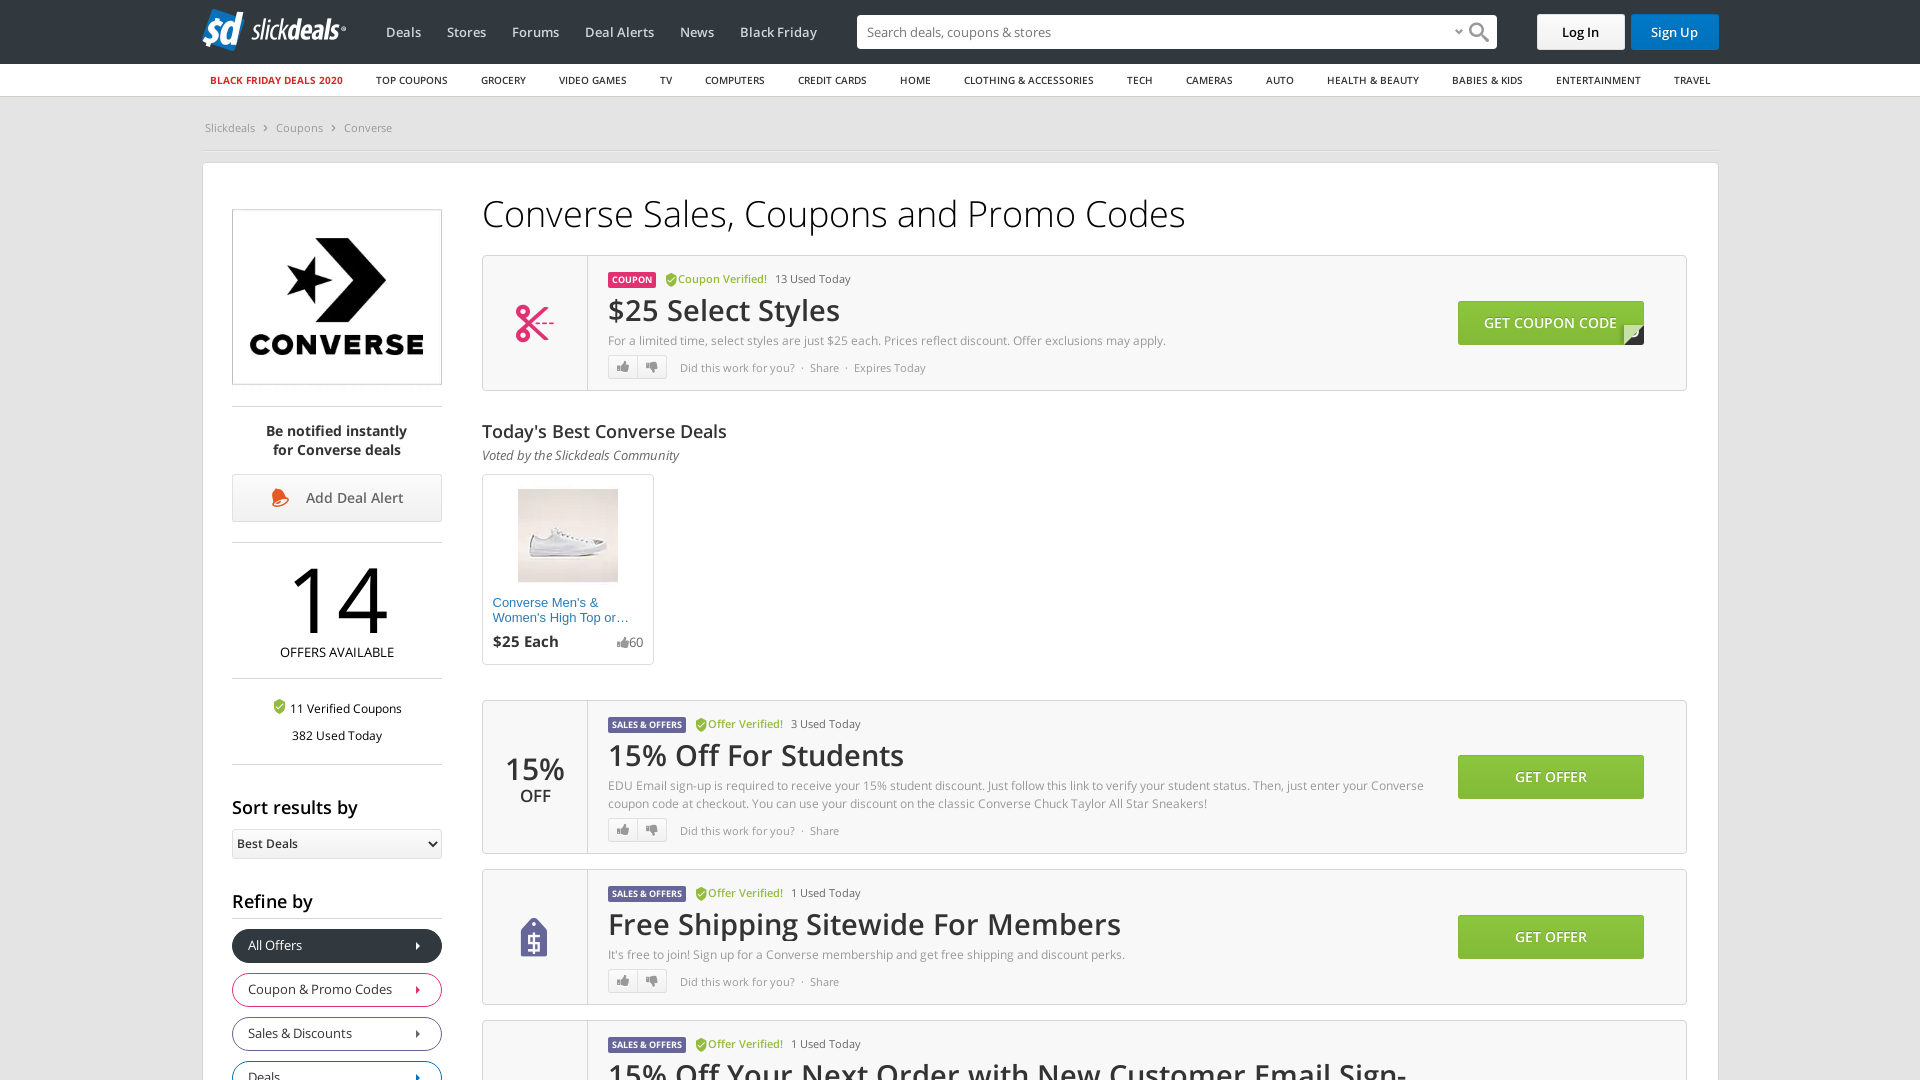 sd slickdeals
Deals Stores Forums Deal Alerts News Black Friday
Search deals, coupons & stores
Log In
Sign Up
BLACK FRIDAY DEALS 2020 TOP COUPONS GROCERY VIDEO GAMES TV COMPUTERS CREDIT CARDS HOME CLOTHING & ACCESSORIES TECH CAMERAS AUTO HEALTH & BEAUTY BABIES & KIDS ENTERTAINMENT TRAVEL
Slickdeals Coupons Converse
CONVERSE
Be notified instantly
for Converse deals
Add Deal Alert
14
OFFERS AVAILABLE
11 Verified Coupons
382 Used Today
Sort results by
Best Deals
Refine by
All Offers
Coupon & Promo Codes
Sales & Discounts
Deals
Converse Sales, Coupons and Promo Codes
COUPON Coupon Verified! 13 Used Today
$25 Select Styles
For a limited time, select styles are just $25 each. Prices reflect discount. Offer exclusions may apply.
Did this work for you? · Share · Expires Today
GET COUPON CODE
Today's Best Converse Deals
Voted by the Slickdeals Community
Converse Men's &
Women's High Top or…
$25 Each 60
15%
OFF
SALES & OFFERS Offer Verified! 3 Used Today
15% Off For Students
EDU Email sign-up is required to receive your 15% student discount. Just follow this link to verify your student status. Then, just enter your Converse
coupon code at checkout. You can use your discount on the classic Converse Chuck Taylor All Star Sneakers!
Did this work for you? · Share
GET OFFER
SALES & OFFERS Offer Verified! 1 Used Today
Free Shipping Sitewide For Members
It's free to join! Sign up for a Converse membership and get free shipping and discount perks.
Did this work for you? · Share
GET OFFER
SALES & OFFERS Offer Verified! 1 Used Today
15% Off Your Next Order with New Customer Email Sign-